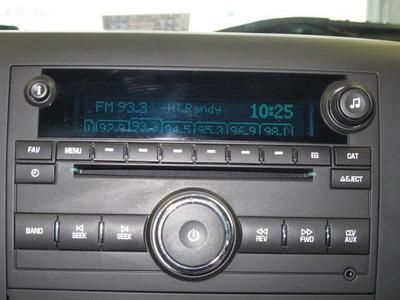 FM 93.3 HT.Randy 10:25
92.9 93.3 94.5 95.3 96.9 98.1
FAV MENU EQ CAT
EJECT
BAND SEEK SEEK REV FWD CD/AUX